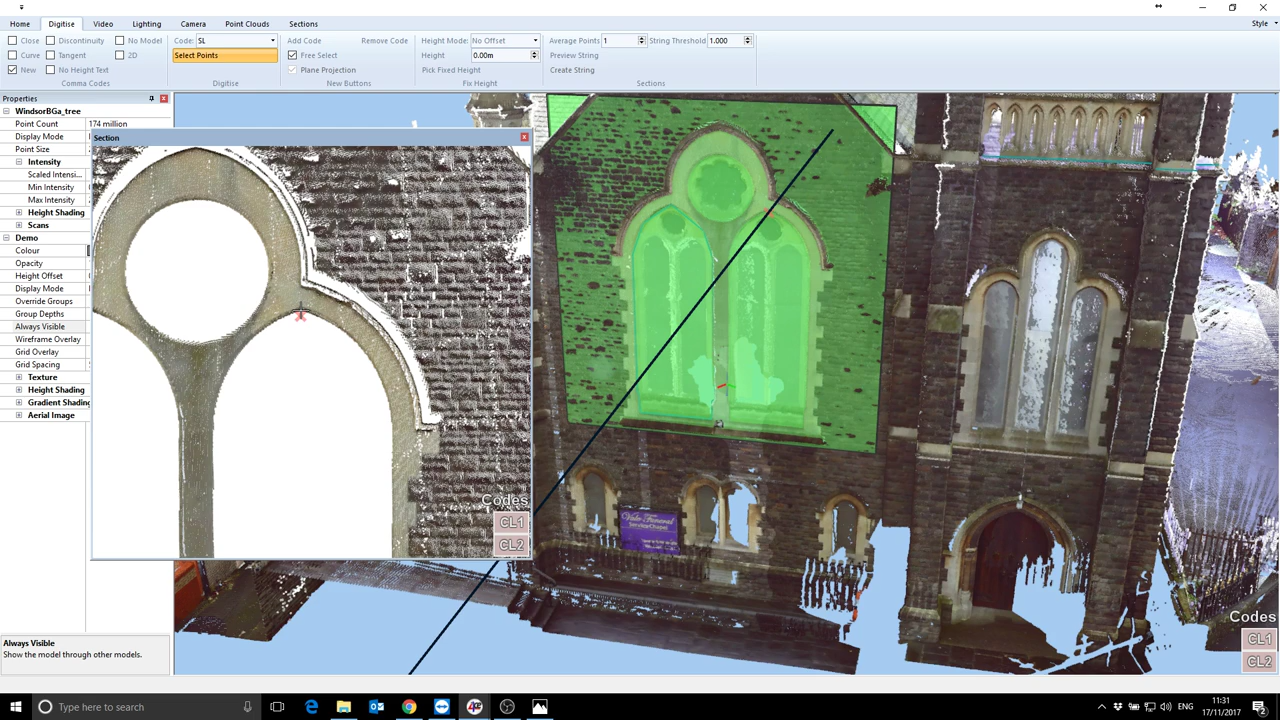 Home Digitise Video Lighting Camera Point Clouds Sections Style
Close Discontinuity No Model Code: SL Add Code Remove Code Height Mode: No Offset Average Points 1 String Threshold 1.000
Curve Tangent 2D Select Points Free Select Height 0.00m Preview String
New No Height Text Plane Projection Pick Fixed Height Create String
Comma Codes Digitise New Buttons Fix Height Sections
Properties
WindsorBGa_tree
Point Count 174 million
Display Mode
Point Size
Intensity
Scaled Intensi...
Min Intensity
Max Intensity
Height Shading
Scans
Demo
Colour
Opacity
Height Offset
Display Mode
Override Groups
Group Depths
Always Visible
Wireframe Overlay
Grid Overlay
Grid Spacing
Texture
Height Shading
Gradient Shading
Aerial Image
Section
Codes
CL1
CL2
Vale Funeral
Service Chapel
Codes
CL1
CL2
Always Visible
Show the model through other models.
Type here to search
ENG
11:31
17/11/2017
2